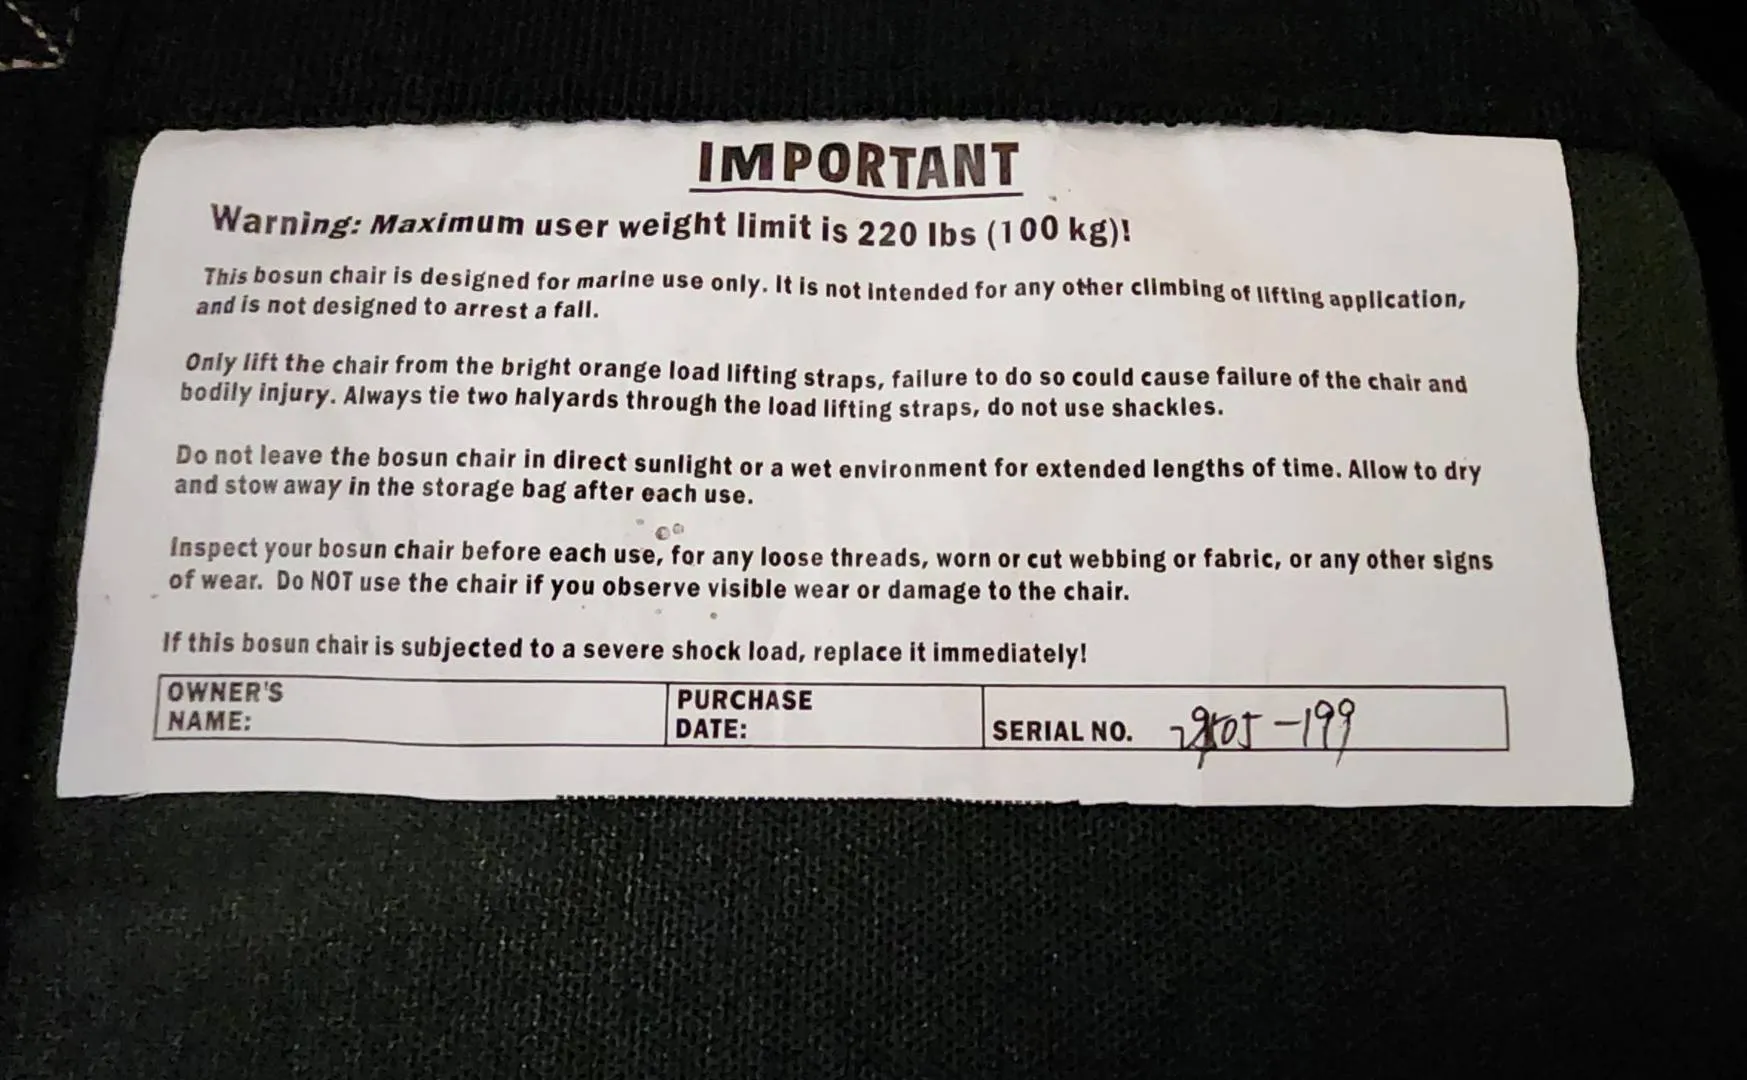 IMPORTANT
Warning: Maximum user weight limit is 220 lbs (100 kg)!
This bosun chair is designed for marine use only. It is not intended for any other climbing of lifting application,
and is not designed to arrest a fall.
Only lift the chair from the bright orange load lifting straps, failure to do so could cause failure of the chair and
bodily injury. Always tie two halyards through the load lifting straps, do not use shackles.
Do not leave the bosun chair in direct sunlight or a wet environment for extended lengths of time. Allow to dry
and stow away in the storage bag after each use.
Inspect your bosun chair before each use, for any loose threads, worn or cut webbing or fabric, or any other signs
of wear. Do NOT use the chair if you observe visible wear or damage to the chair.
If this bosun chair is subjected to a severe shock load, replace it immediately!
OWNER'S
NAME:
PURCHASE
DATE:
SERIAL NO.